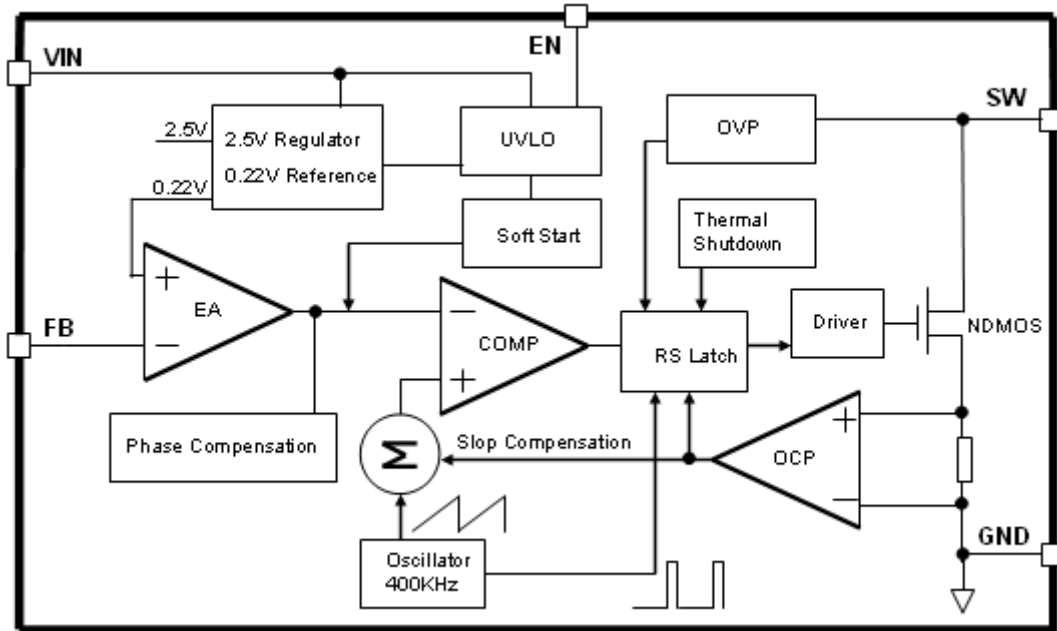 EN
VIN
SW
2.5V
2.5V Regulator
0.22V Reference
UVLO
OVP
0.22V
Soft Start
Thermal
Shutdown
+
EA
−
FB
−
COMP
+
RS Latch
Driver
NDMOS
Phase Compensation
Σ
Slop Compensation
+
OCP
−
GND
Oscillator
400KHz